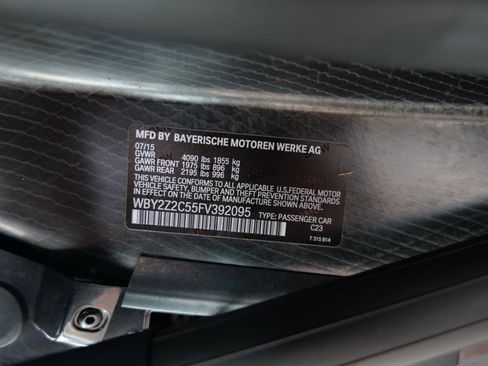 MFD BY BAYERISCHE MOTOREN WERKE AG
07/15
GVWR 4090 lbs 1855 kg
GAWR FRONT 1975 lbs 896 kg
GAWR REAR 2195 lbs 996 kg
THIS VEHICLE CONFORMS TO ALL APPLICABLE U.S. FEDERAL MOTOR
VEHICLE SAFETY, BUMPER AND THEFT PREVENTION STANDARDS
IN EFFECT ON THE DATE OF MANUFACTURE SHOWN ABOVE.
WBY2Z2C55FV392095 TYPE: PASSENGER CAR
C23
7 315 814